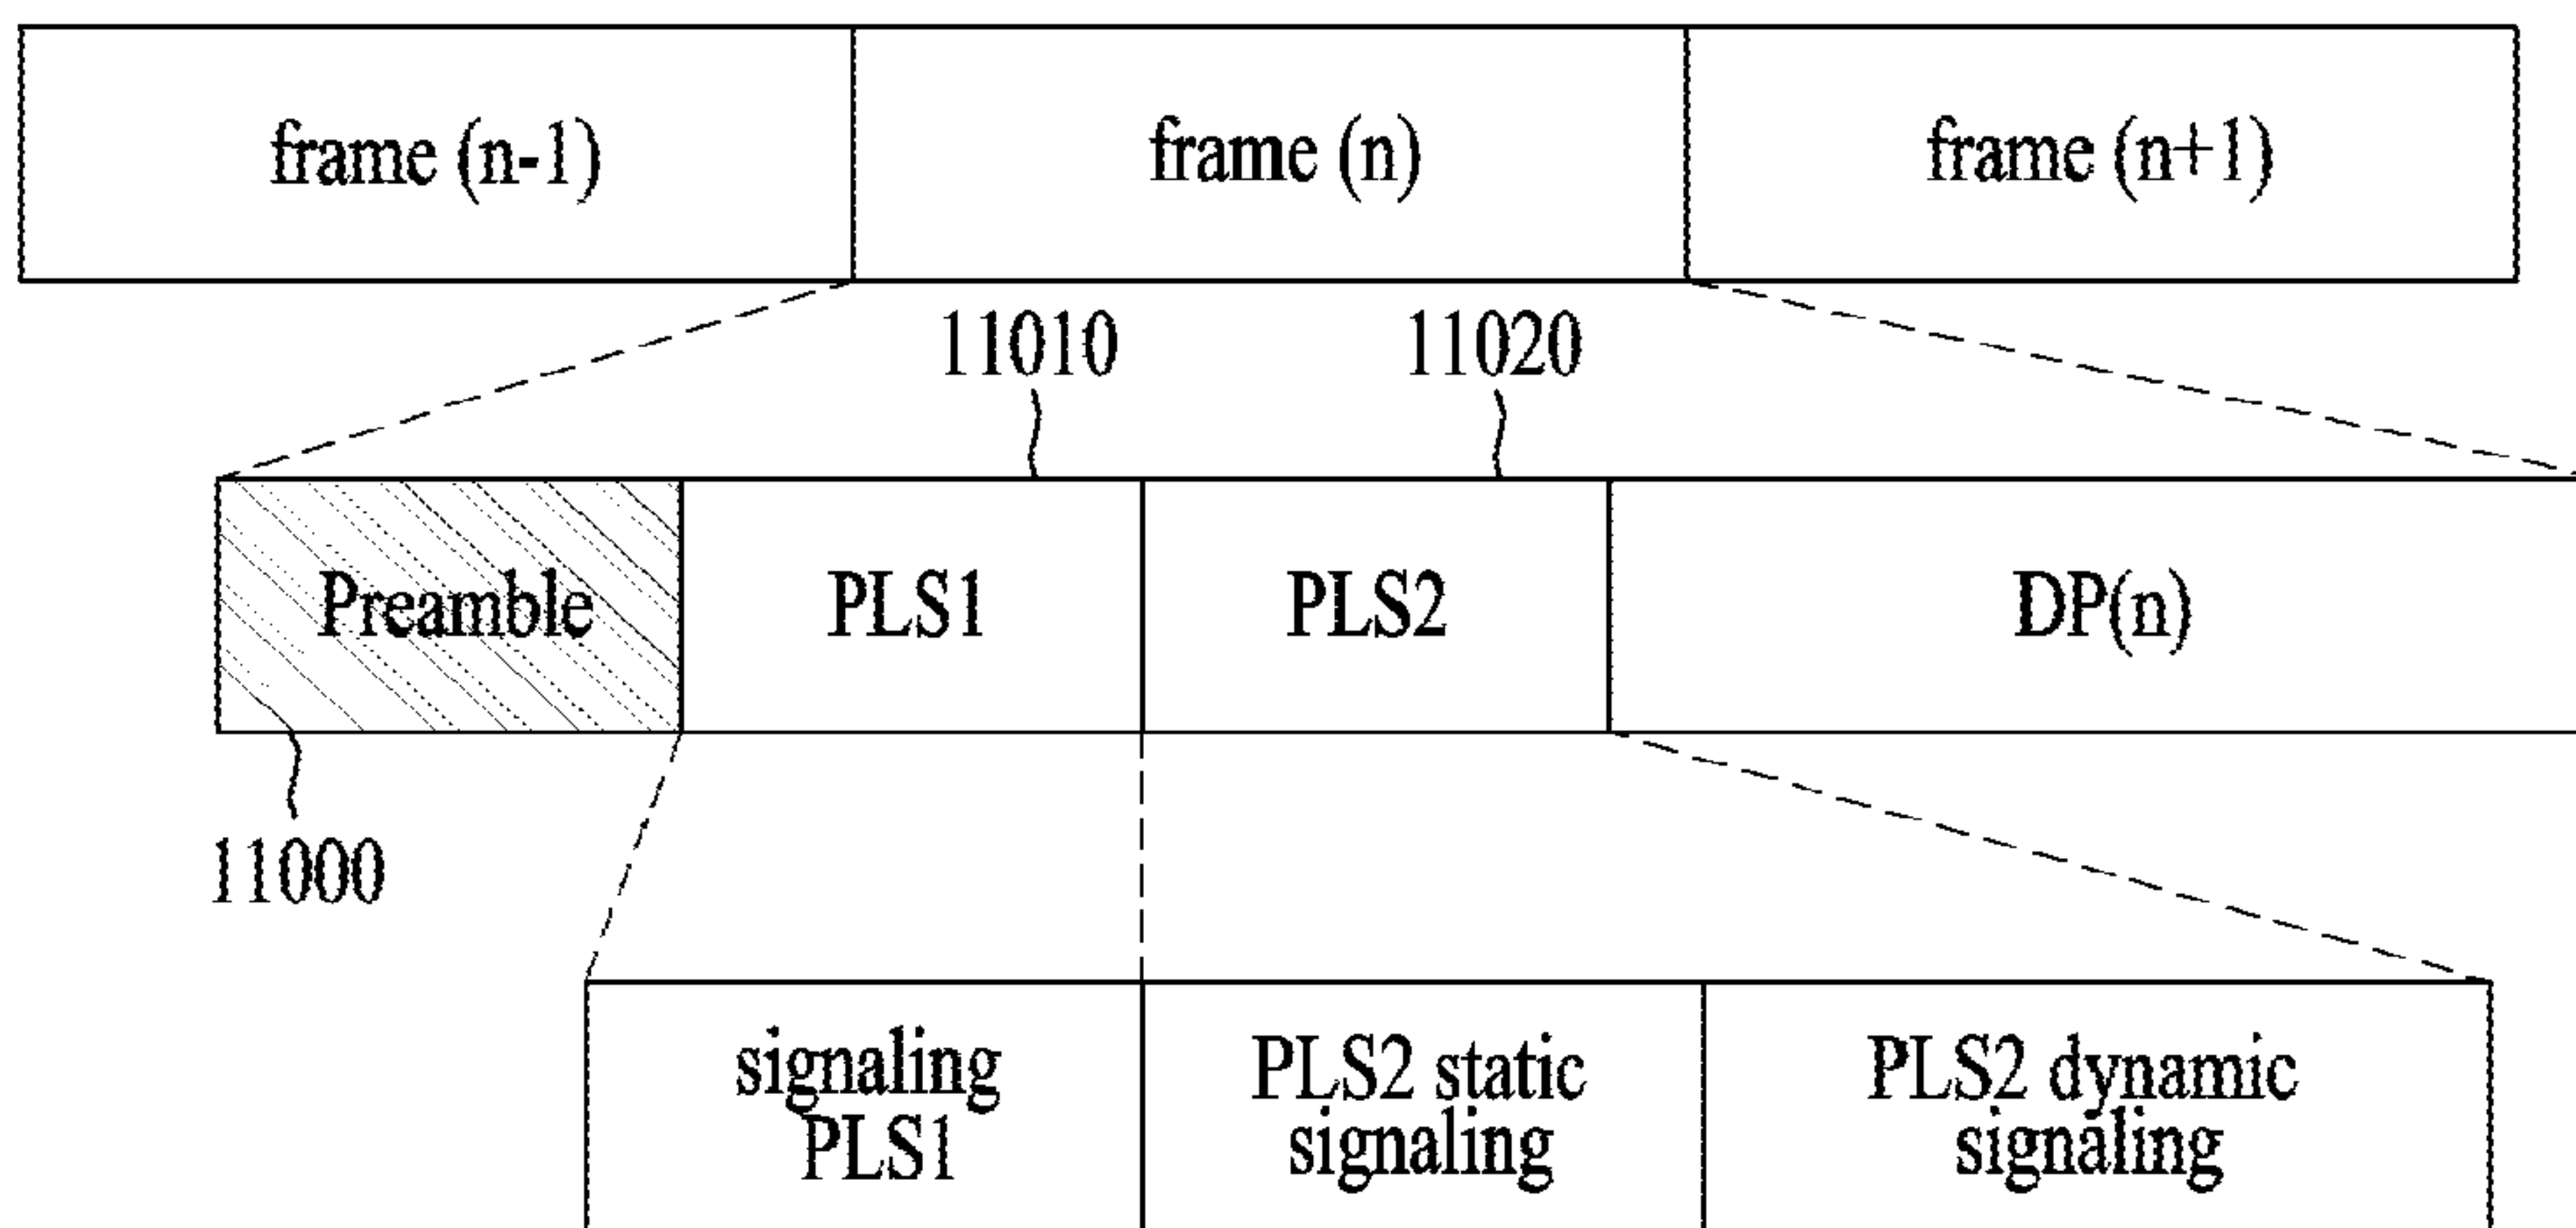 frame (n-1)
frame (n)
frame (n+1)
11010
11020
Preamble
PLS1
PLS2
DP(n)
11000
signaling
PLS1
PLS2 static
signaling
PLS2 dynamic
signaling